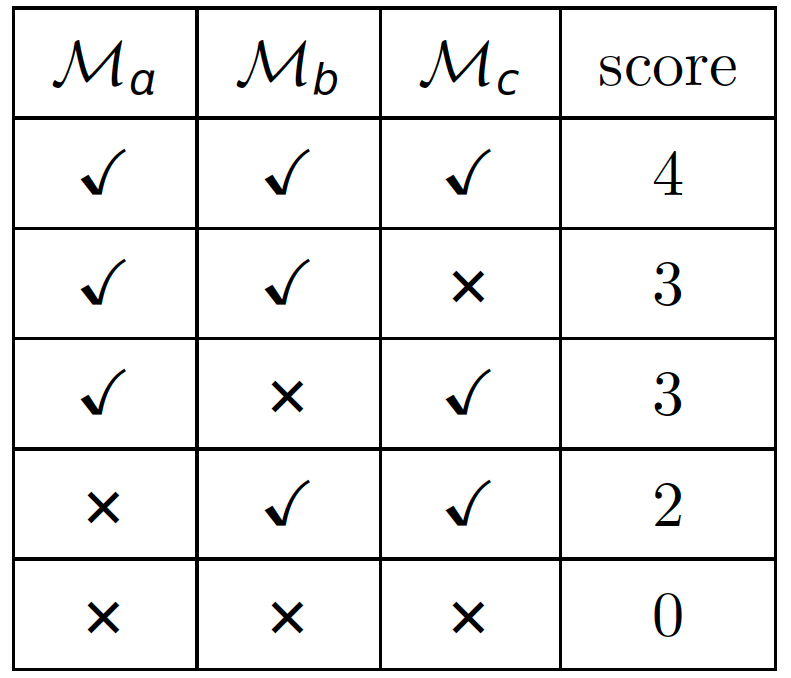 ℳa ℳb ℳc score
✓ ✓ ✓ 4
✓ ✓ × 3
✓ × ✓ 3
× ✓ ✓ 2
× × × 0